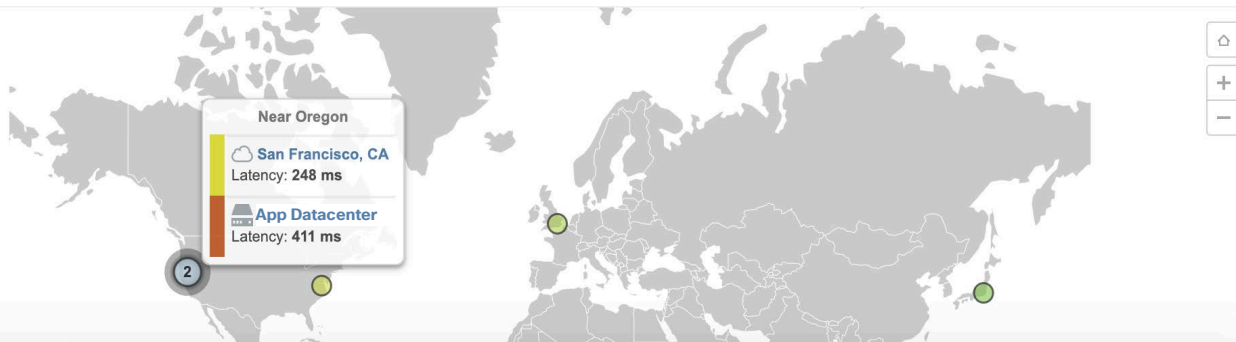 Near Oregon
San Francisco, CA
Latency: 248 ms
App Datacenter
Latency: 411 ms
2